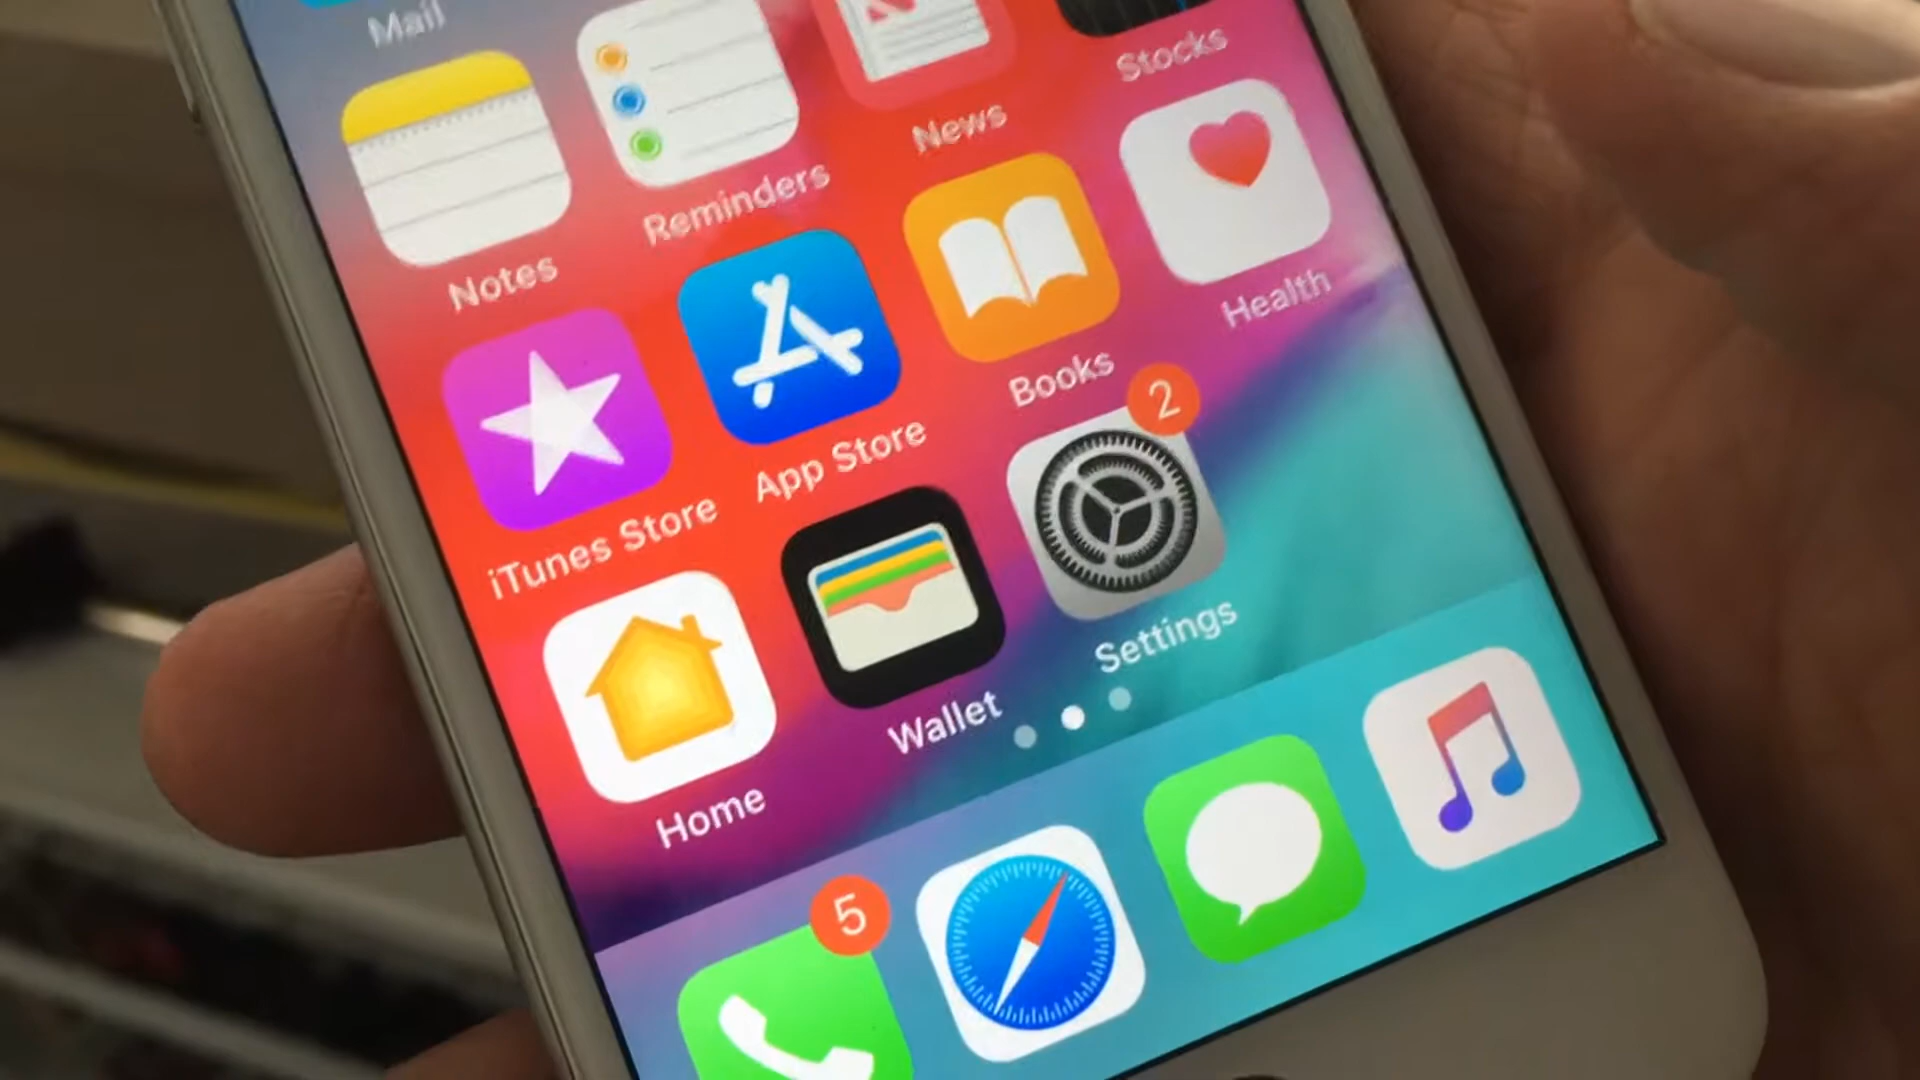 Mail
Notes
Reminders
News
Stocks
iTunes Store
App Store
Books
Health
Home
Wallet
2
Settings
5